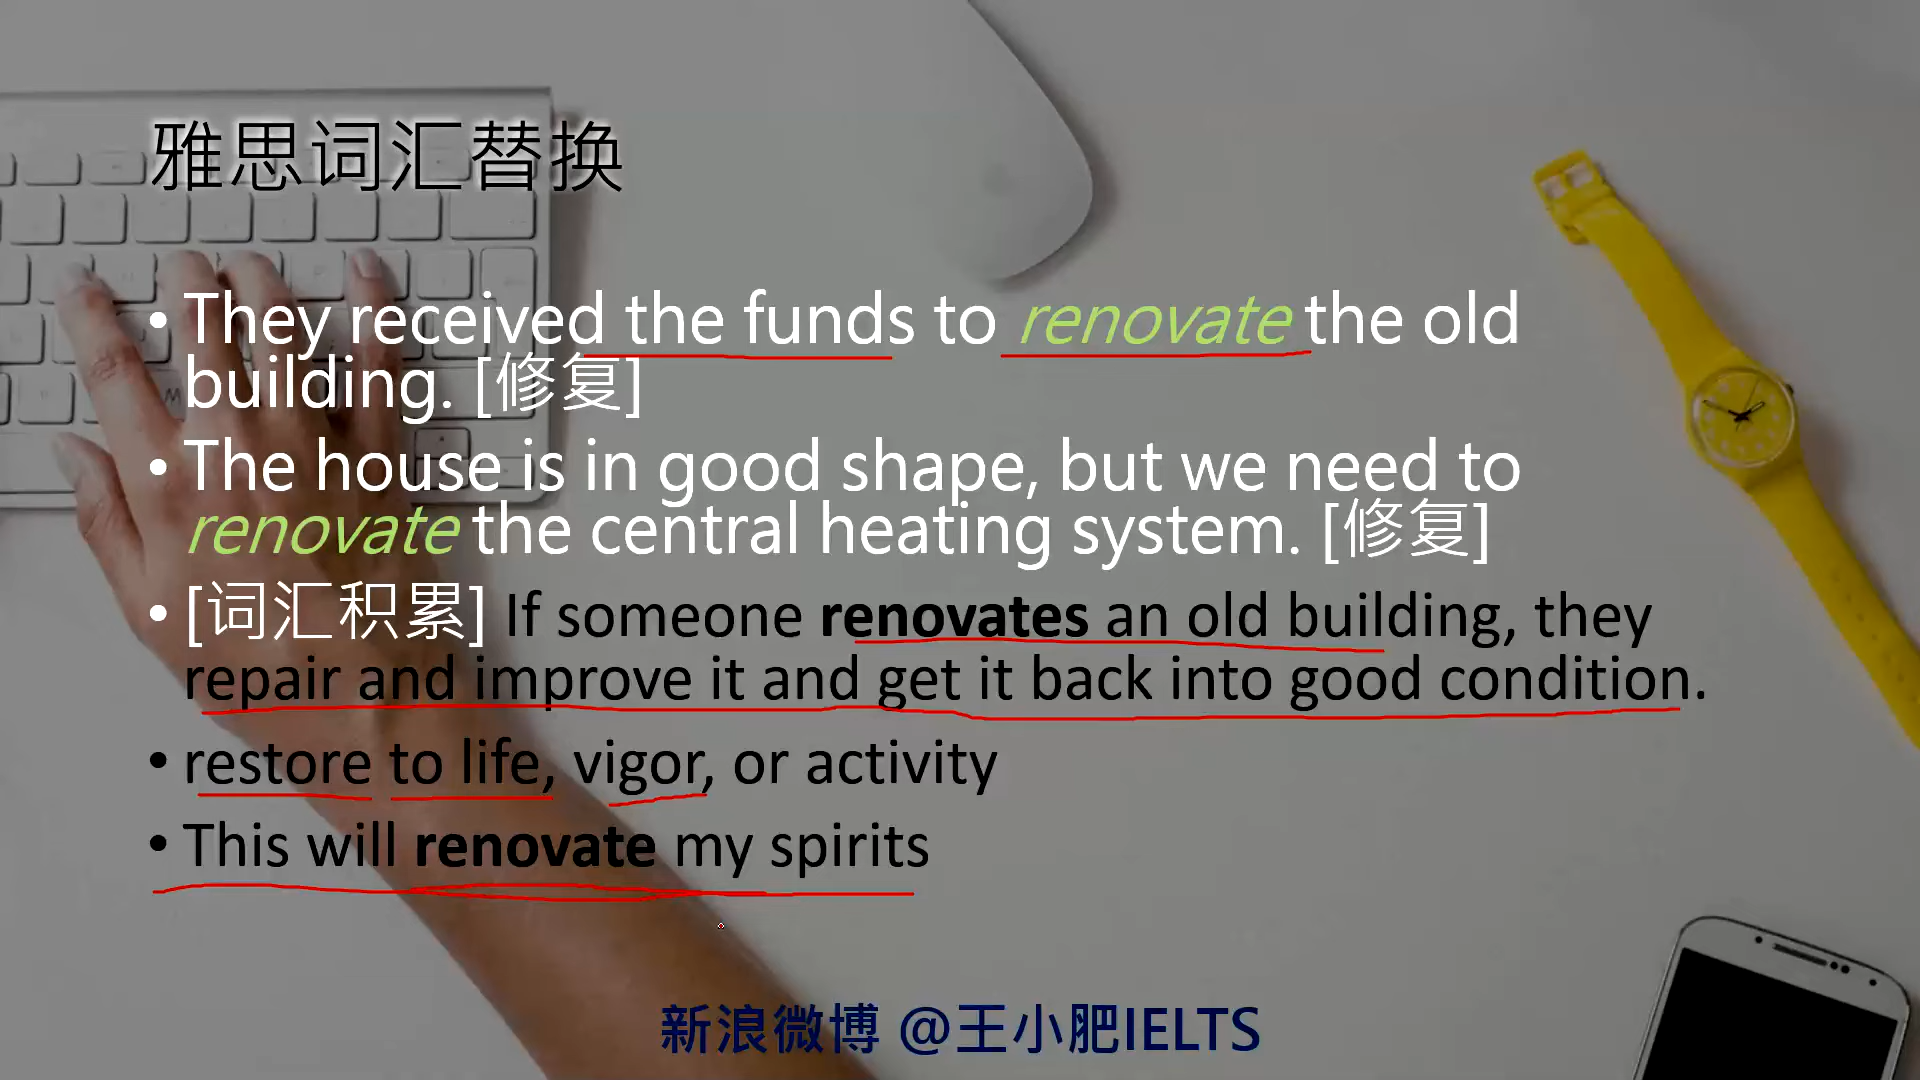 雅思词汇替换
• They received the funds to renovate the old
building. [修复]
• The house is in good shape, but we need to
renovate the central heating system. [修复]
• [词汇积累] If someone renovates an old building, they
repair and improve it and get it back into good condition.
• restore to life, vigor, or activity
• This will renovate my spirits
新浪微博 @王小肥IELTS